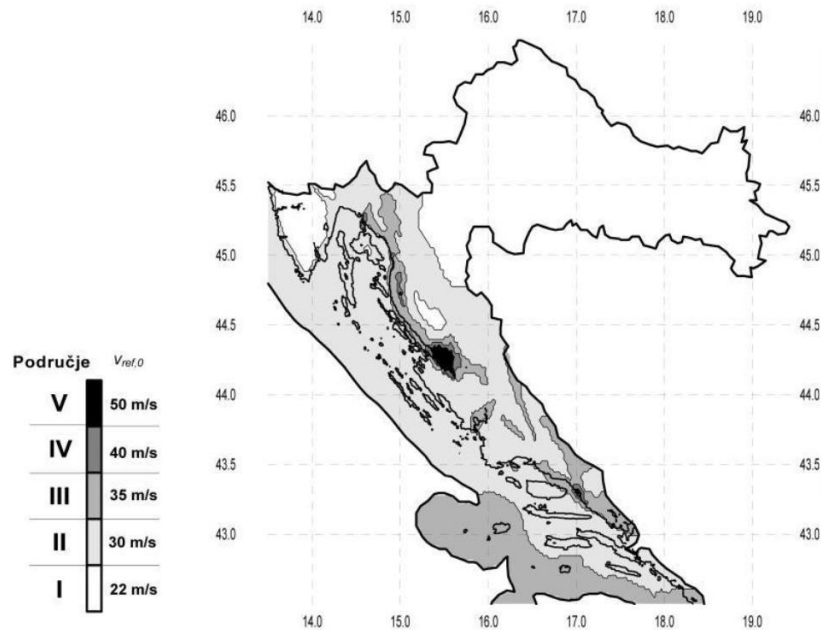 14.0 15.0 16.0 17.0 18.0 19.0
46.0 46.0
45.5 45.5
45.0 45.0
44.5 44.5
44.0 44.0
43.5 43.5
43.0 43.0
14.0 15.0 16.0 17.0 18.0 19.0
Područje vref,0
V 50 m/s
IV 40 m/s
III 35 m/s
II 30 m/s
I 22 m/s